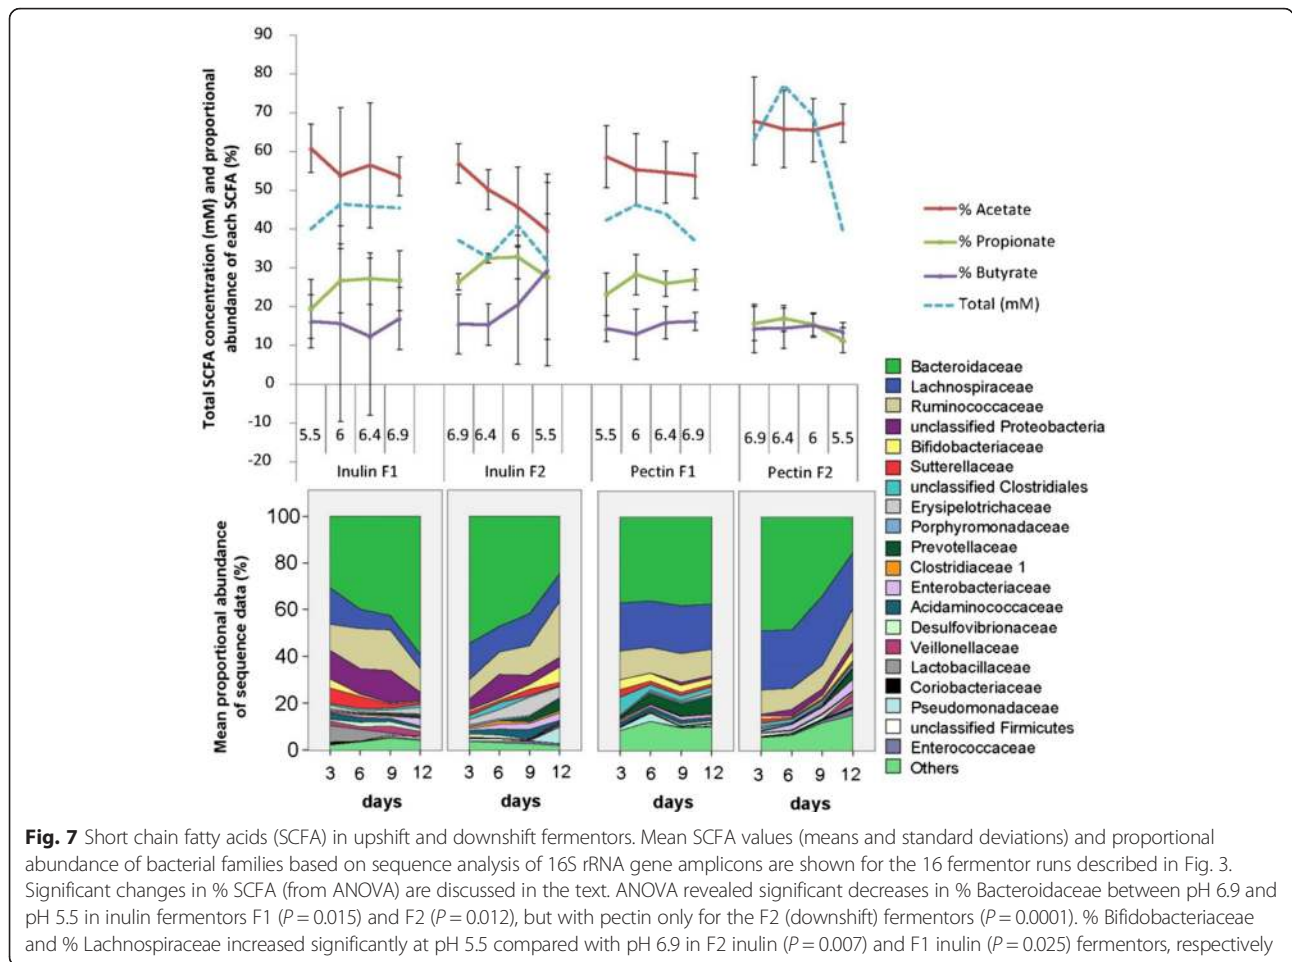 90
80
70
60
50
40
30
20
10
0
-10
-20
Total SCFA concentration (mM) and proportional
abundance of each SCFA (%)
5.5 6 6.4 6.9
Inulin F1
6.9 6.4 6 5.5
Inulin F2
5.5 6 6.4 6.9
Pectin F1
6.9 6.4 6 5.5
Pectin F2
% Acetate
% Propionate
% Butyrate
Total (mM)
Mean proportional abundance
of sequence data (%)
100
80
60
40
20
0
3 6 9 12
days
3 6 9 12
days
3 6 9 12
days
3 6 9 12
days
Bacteroidaceae
Lachnospiraceae
Ruminococcaceae
unclassified Proteobacteria
Bifidobacteriaceae
Sutterellaceae
unclassified Clostridiales
Erysipelotrichaceae
Porphyromonadaceae
Prevotellaceae
Clostridiaceae 1
Enterobacteriaceae
Acidaminococcaceae
Desulfovibrionaceae
Veillonellaceae
Lactobacillaceae
Coriobacteriaceae
Pseudomonadaceae
unclassified Firmicutes
Enterococcaceae
Others
Fig. 7 Short chain fatty acids (SCFA) in upshift and downshift fermentors. Mean SCFA values (means and standard deviations) and proportional
abundance of bacterial families based on sequence analysis of 16S rRNA gene amplicons are shown for the 16 fermentor runs described in Fig. 3.
Significant changes in % SCFA (from ANOVA) are discussed in the text. ANOVA revealed significant decreases in % Bacteroidaceae between pH 6.9 and
pH 5.5 in inulin fermentors F1 (P = 0.015) and F2 (P = 0.012), but with pectin only for the F2 (downshift) fermentors (P = 0.0001). % Bifidobacteriaceae
and % Lachnospiraceae increased significantly at pH 5.5 compared with pH 6.9 in F2 inulin (P = 0.007) and F1 inulin (P = 0.025) fermentors, respectively